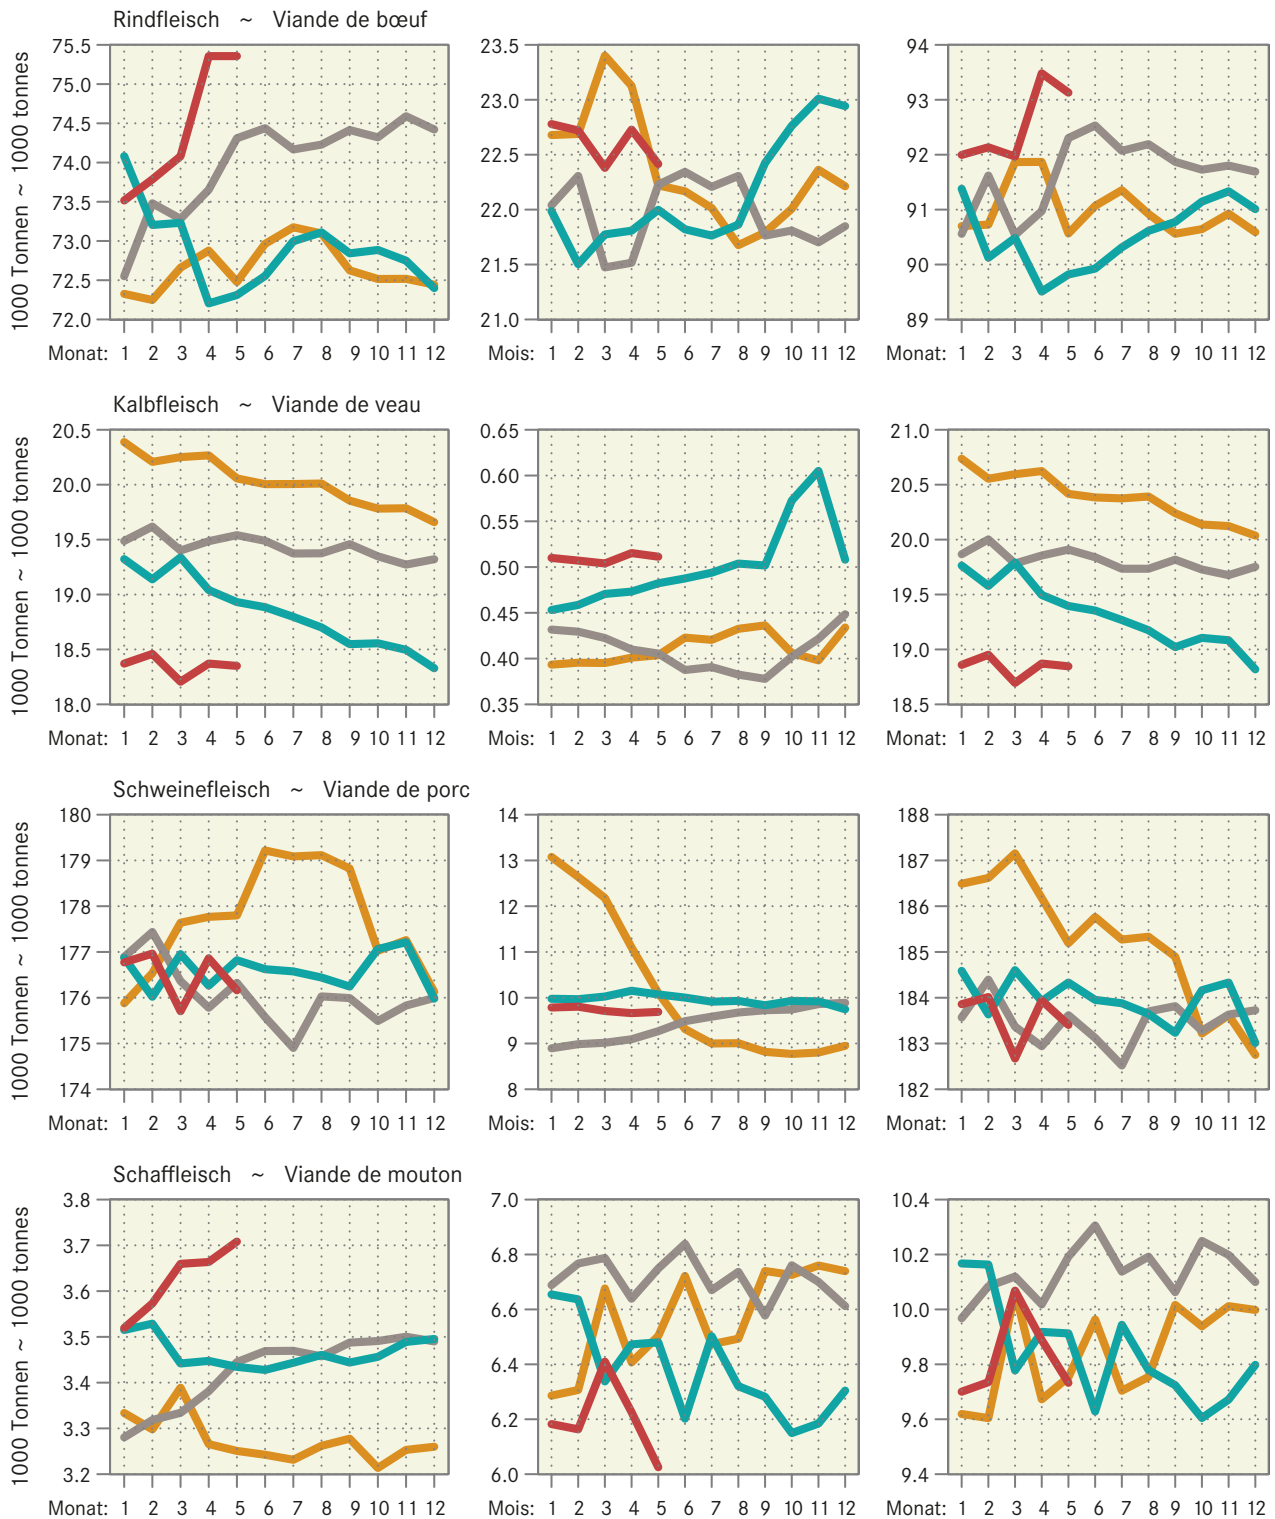 Rindfleisch ~ Viande de bœuf
1000 Tonnen ~ 1000 tonnes
75.5 23.5 94
75.0 23.0 93
74.5 22.5 92
74.0 22.0 91
73.5 21.5 90
73.0 21.0 89
72.5
72.0
Monat: 1 2 3 4 5 6 7 8 9 10 11 12 Mois: 1 2 3 4 5 6 7 8 9 10 11 12 Monat: 1 2 3 4 5 6 7 8 9 10 11 12
Kalbfleisch ~ Viande de veau
1000 Tonnen ~ 1000 tonnes
20.5 0.65 21.0
20.0 0.60 20.5
19.5 0.55 20.0
19.0 0.50 19.5
18.5 0.45 19.0
18.0 0.40 18.5
0.35
Monat: 1 2 3 4 5 6 7 8 9 10 11 12 Mois: 1 2 3 4 5 6 7 8 9 10 11 12 Monat: 1 2 3 4 5 6 7 8 9 10 11 12
Schweinefleisch ~ Viande de porc
1000 Tonnen ~ 1000 tonnes
180 14 188
179 13 187
178 12 186
177 11 185
176 10 184
175 9 183
174 8 182
Monat: 1 2 3 4 5 6 7 8 9 10 11 12 Mois: 1 2 3 4 5 6 7 8 9 10 11 12 Monat: 1 2 3 4 5 6 7 8 9 10 11 12
Schaffleisch ~ Viande de mouton
1000 Tonnen ~ 1000 tonnes
3.8 7.0 10.4
3.7 6.8 10.2
3.6 6.6 10.0
3.5 6.4 9.8
3.4 6.2 9.6
3.3 6.0 9.4
3.2
Monat: 1 2 3 4 5 6 7 8 9 10 11 12 Mois: 1 2 3 4 5 6 7 8 9 10 11 12 Monat: 1 2 3 4 5 6 7 8 9 10 11 12